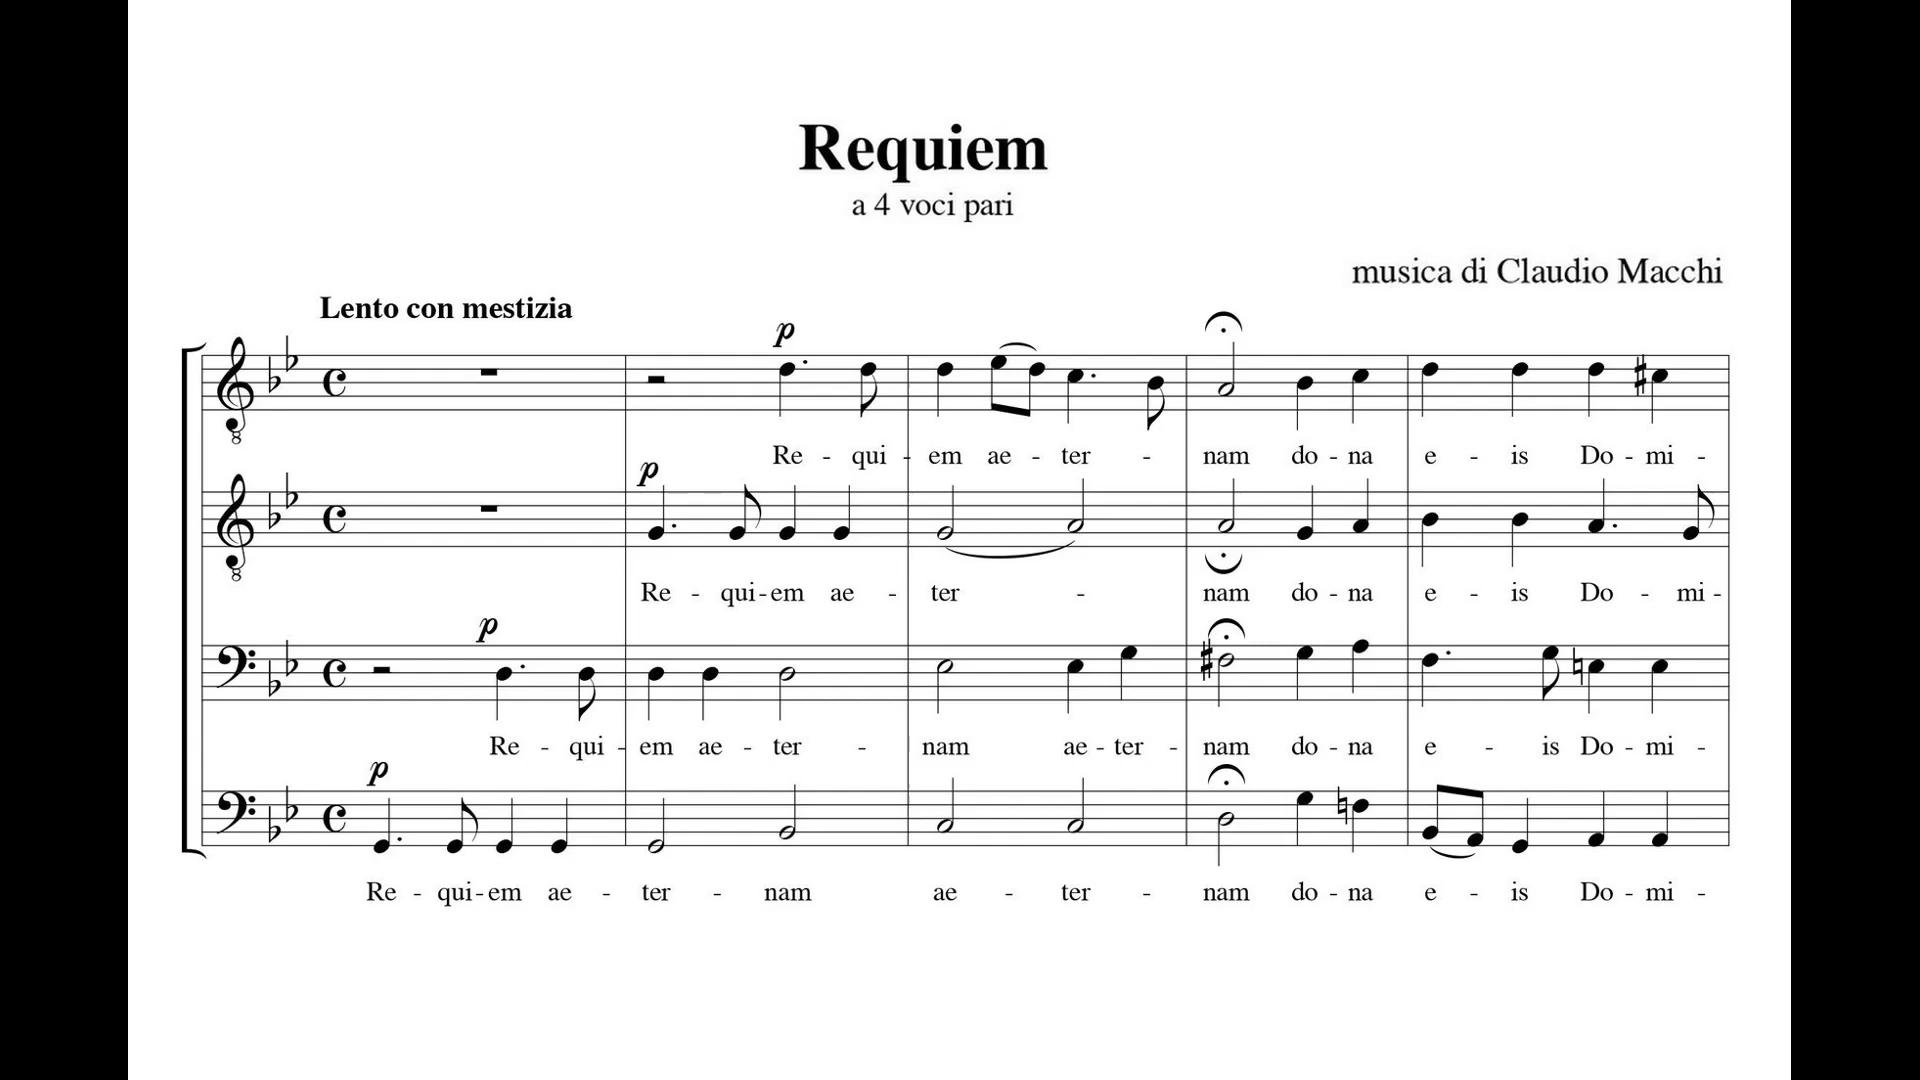 Requiem
a 4 voci pari
musica di Claudio Macchi
Lento con mestizia
p
Re - qui - em ae - ter - nam do - na e - is Do - mi -
p
Re - qui - em ae - ter - nam do - na e - is Do - mi -
p
Re - qui - em ae - ter - nam ae - ter - nam do - na e - is Do - mi -
p
Re - qui - em ae - ter - nam ae - ter - nam do - na e - is Do - mi -